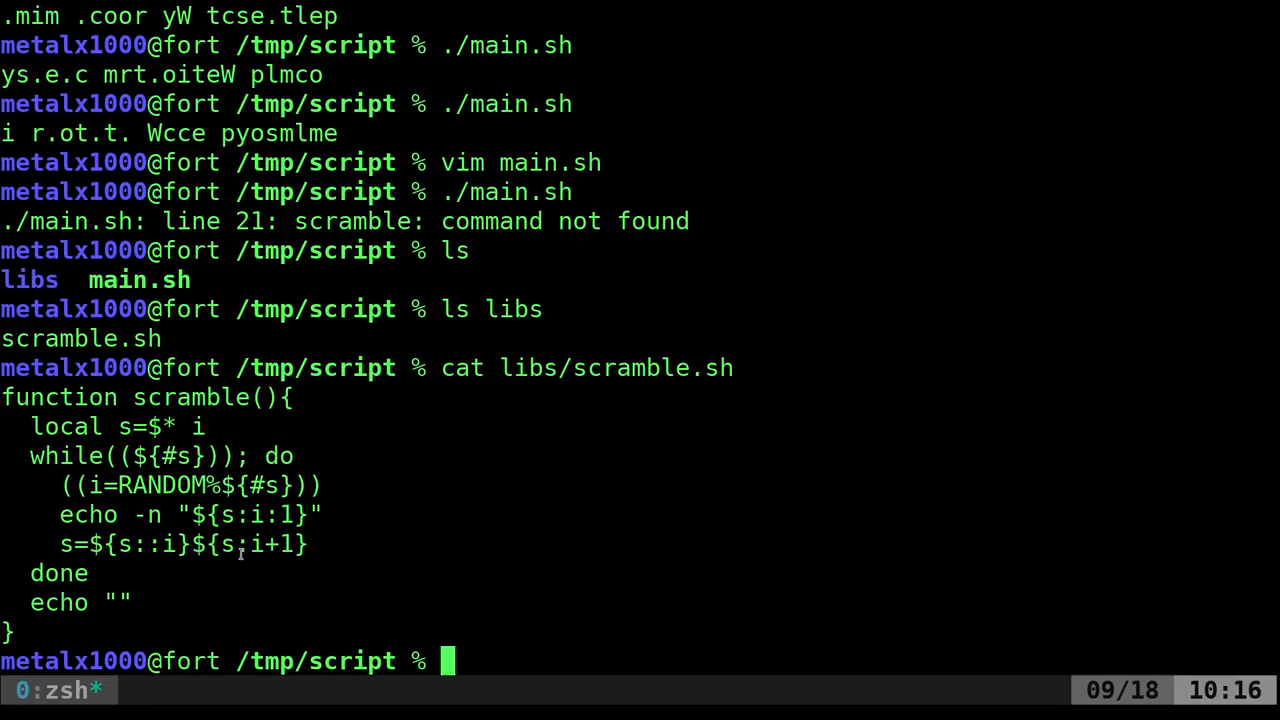 .mim .coor yW tcse.tlep
metalx1000@fort /tmp/script % ./main.sh
ys.e.c mrt.oiteW plmco
metalx1000@fort /tmp/script % ./main.sh
i r.ot.t. Wcce pyosmlme
metalx1000@fort /tmp/script % vim main.sh
metalx1000@fort /tmp/script % ./main.sh
./main.sh: line 21: scramble: command not found
metalx1000@fort /tmp/script % ls
libs  main.sh
metalx1000@fort /tmp/script % ls libs
scramble.sh
metalx1000@fort /tmp/script % cat libs/scramble.sh
function scramble(){
  local s=$* i
  while((${#s})); do
    ((i=RANDOM%${#s}))
    echo -n "${s:i:1}"
    s=${s::i}${s:i+1}
  done
  echo ""
}
metalx1000@fort /tmp/script %
0:zsh* 09/18 10:16